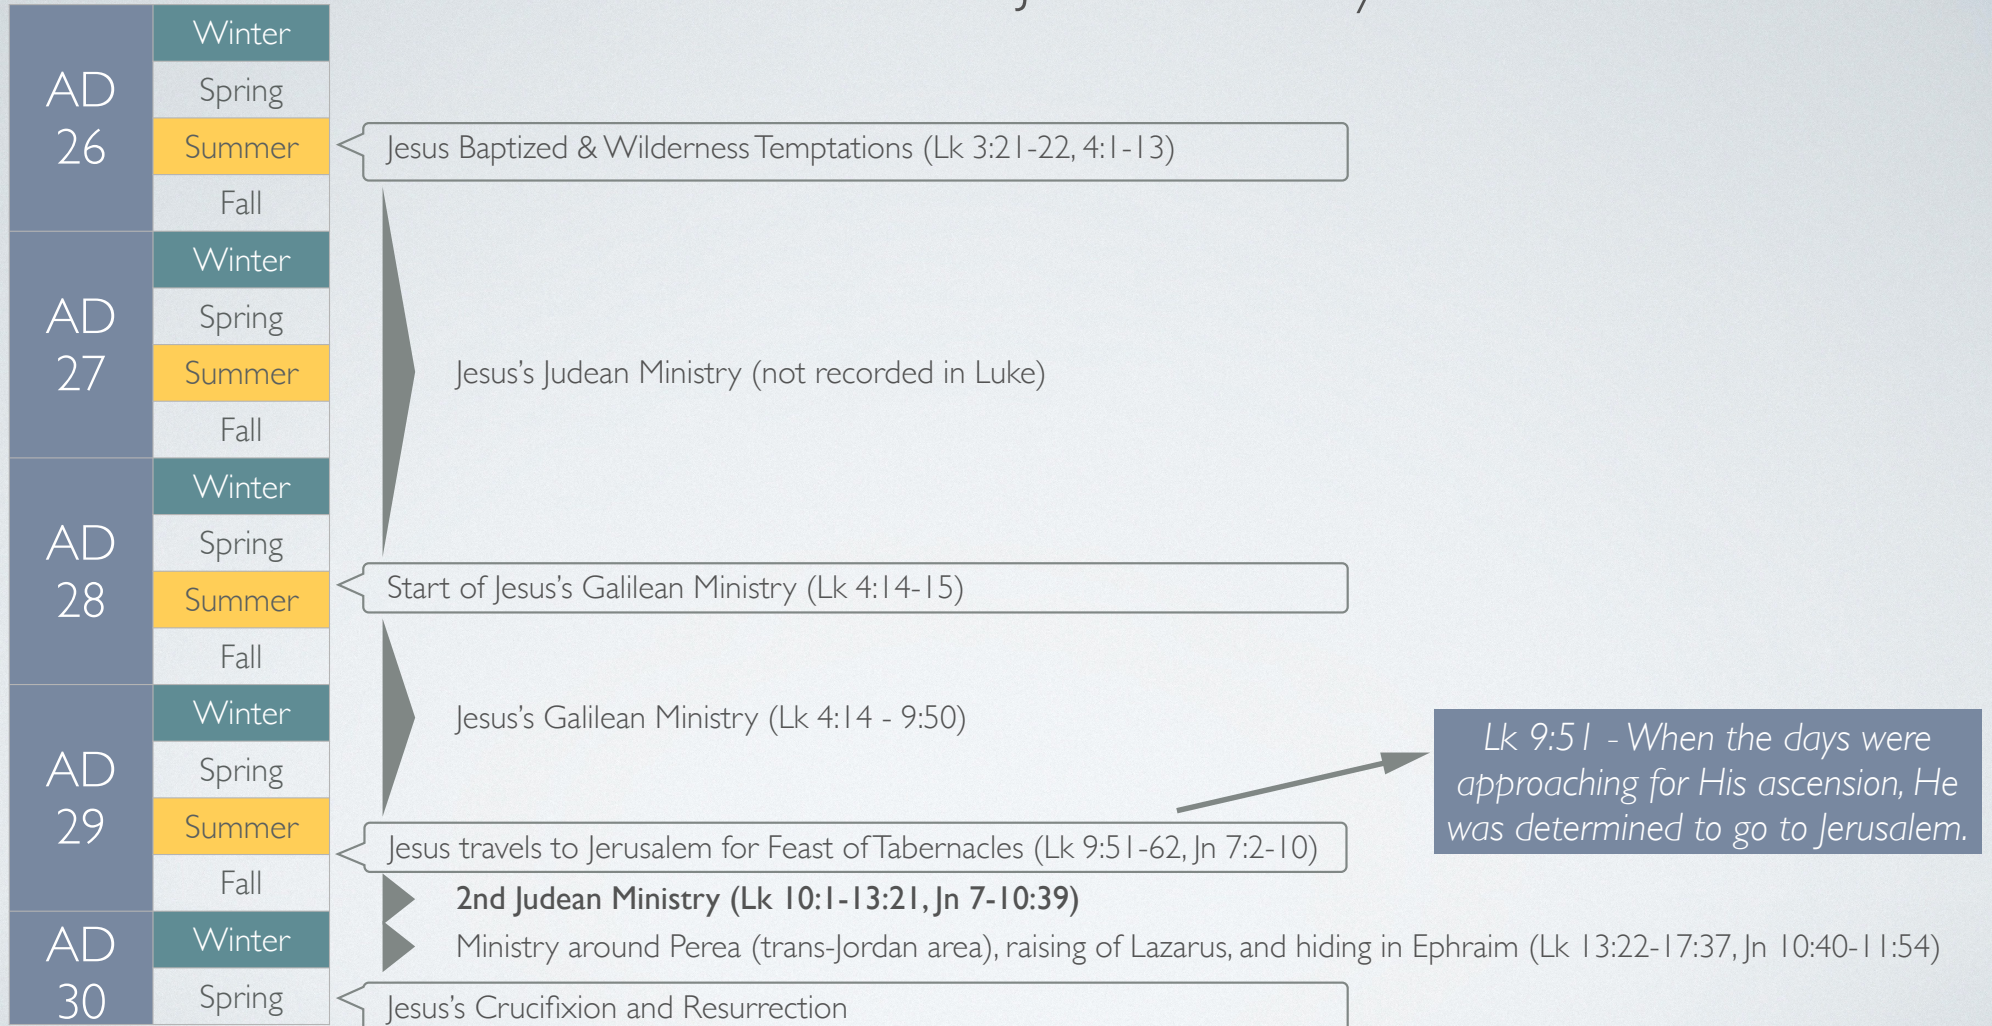 AD
26
Winter
Spring
Summer
Fall
Jesus Baptized & Wilderness Temptations (Lk 3:21-22, 4:1-13)
AD
27
Winter
Spring
Summer
Fall
Jesus's Judean Ministry (not recorded in Luke)
AD
28
Winter
Spring
Summer
Fall
Start of Jesus's Galilean Ministry (Lk 4:14-15)
AD
29
Winter
Spring
Summer
Fall
Jesus's Galilean Ministry (Lk 4:14 - 9:50)
Lk 9:51 - When the days were
approaching for His ascension, He
was determined to go to Jerusalem.
Jesus travels to Jerusalem for Feast of Tabernacles (Lk 9:51-62, Jn 7:2-10)
2nd Judean Ministry (Lk 10:1-13:21, Jn 7-10:39)
AD
30
Winter
Spring
Ministry around Perea (trans-Jordan area), raising of Lazarus, and hiding in Ephraim (Lk 13:22-17:37, Jn 10:40-11:54)
Jesus's Crucifixion and Resurrection